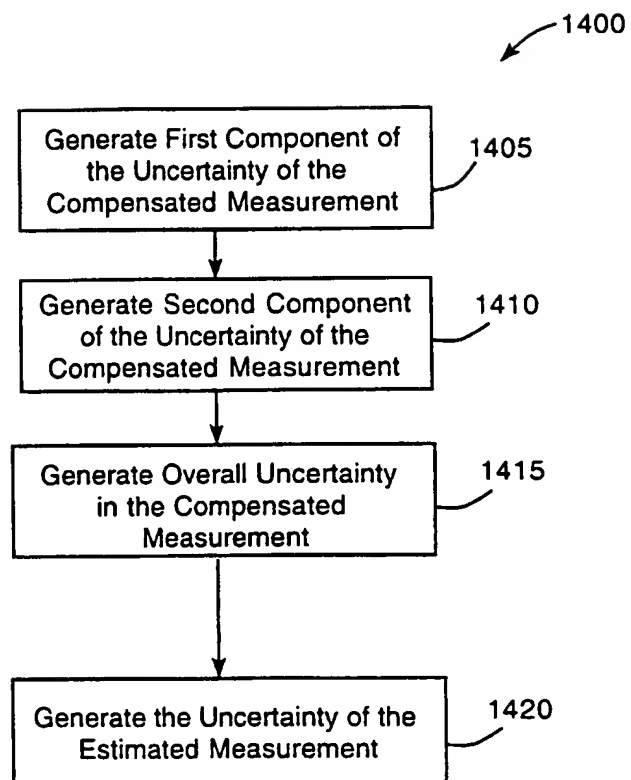 1400
Generate First Component of
the Uncertainty of the
Compensated Measurement
1405
Generate Second Component
of the Uncertainty of the
Compensated Measurement
1410
Generate Overall Uncertainty
in the Compensated
Measurement
1415
Generate the Uncertainty of the
Estimated Measurement
1420